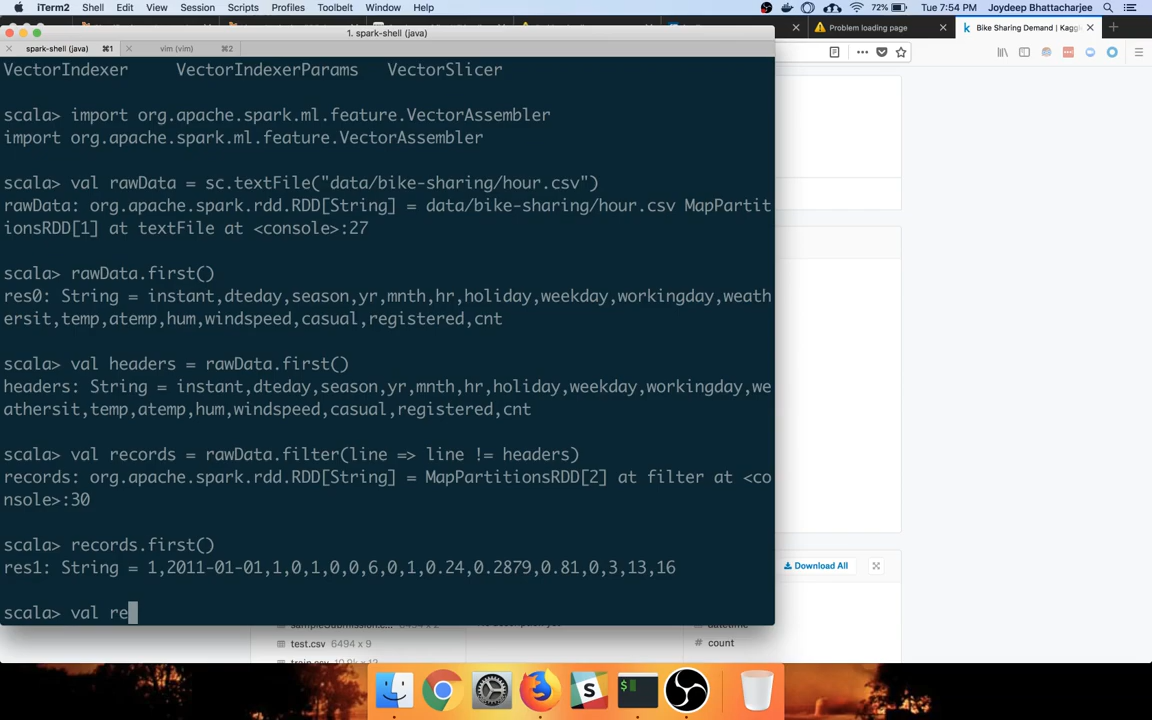 iTerm2 Shell Edit View Session Scripts Profiles Toolbelt Window Help 72% Tue 7:54 PM Joydeep Bhattacharjee
1. spark-shell (java)
Problem loading page
Bike Sharing Demand | Kaggl
spark-shell (java) ⌘1 vim (vim) ⌘2
VectorIndexer VectorIndexerParams VectorSlicer
scala> import org.apache.spark.ml.feature.VectorAssembler
import org.apache.spark.ml.feature.VectorAssembler
scala> val rawData = sc.textFile("data/bike-sharing/hour.csv")
rawData: org.apache.spark.rdd.RDD[String] = data/bike-sharing/hour.csv MapPartit
ionsRDD[1] at textFile at <console>:27
scala> rawData.first()
res0: String = instant,dteday,season,yr,mnth,hr,holiday,weekday,workingday,weath
ersit,temp,atemp,hum,windspeed,casual,registered,cnt
scala> val headers = rawData.first()
headers: String = instant,dteday,season,yr,mnth,hr,holiday,weekday,workingday,we
athersit,temp,atemp,hum,windspeed,casual,registered,cnt
scala> val records = rawData.filter(line => line != headers)
records: org.apache.spark.rdd.RDD[String] = MapPartitionsRDD[2] at filter at <co
nsole>:30
scala> records.first()
res1: String = 1,2011-01-01,1,0,1,0,0,6,0,1,0.24,0.2879,0.81,0,3,13,16
scala> val re
Download All
test.csv 6494 x 9
count